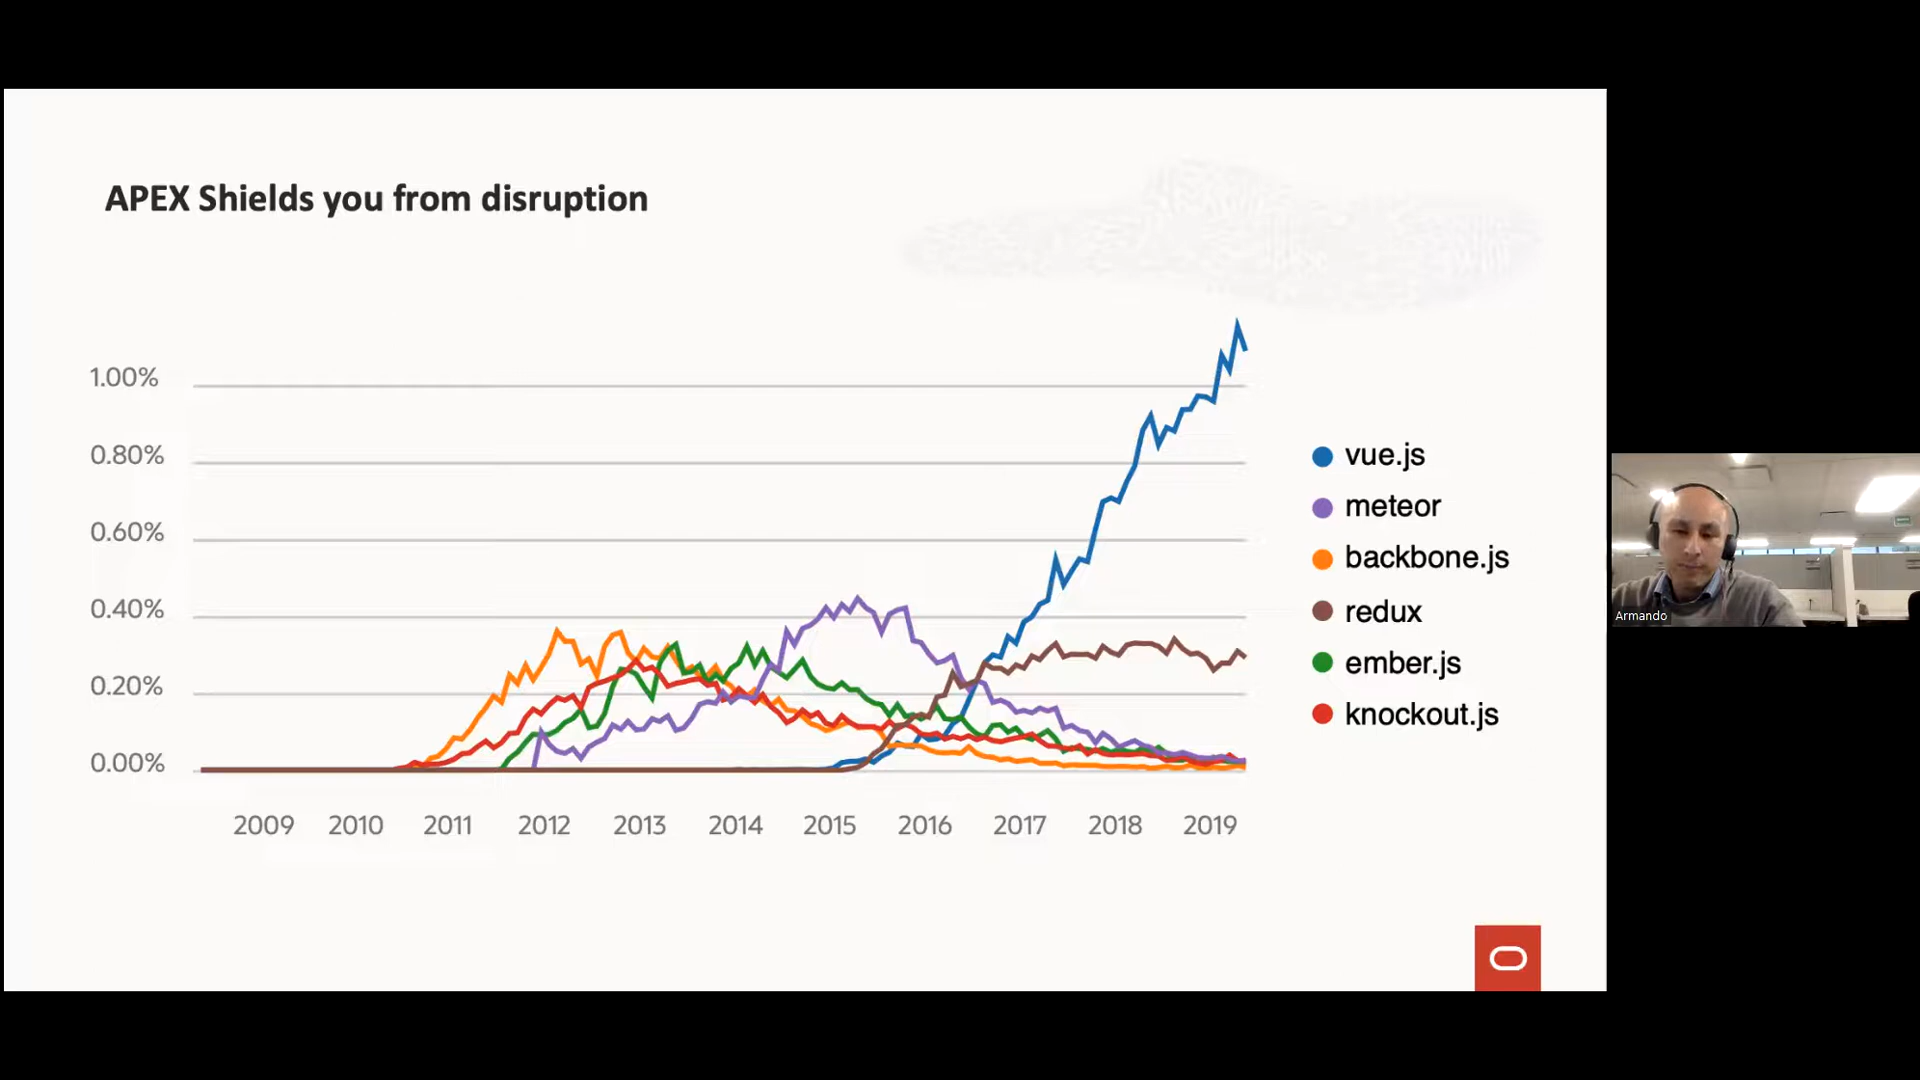 APEX Shields you from disruption
1.00%
0.80%
0.60%
0.40%
0.20%
0.00%
2009 2010 2011 2012 2013 2014 2015 2016 2017 2018 2019
vue.js
meteor
backbone.js
redux
ember.js
knockout.js
Armando